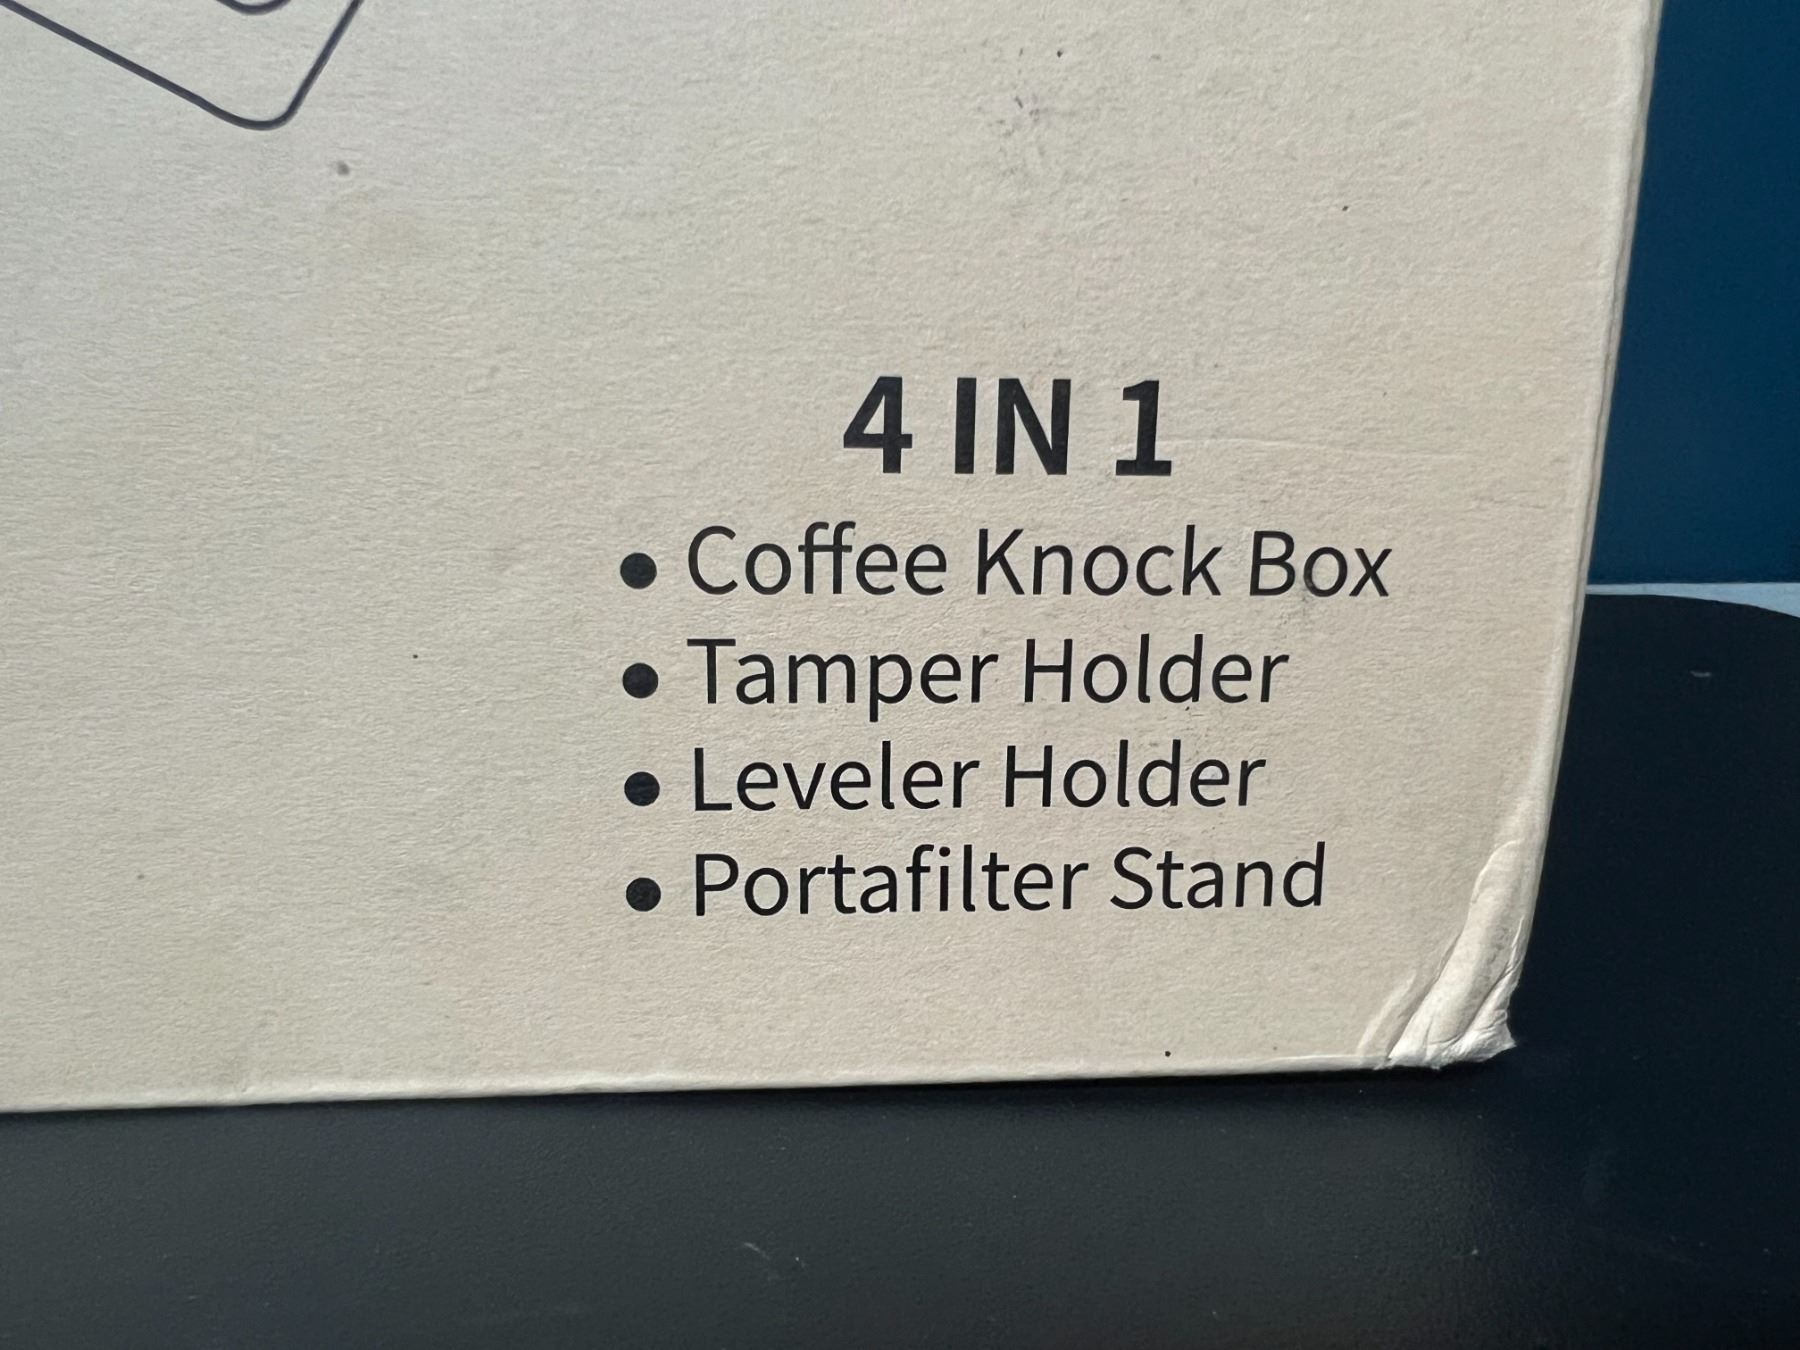 4 IN 1
• Coffee Knock Box
• Tamper Holder
• Leveler Holder
• Portafilter Stand